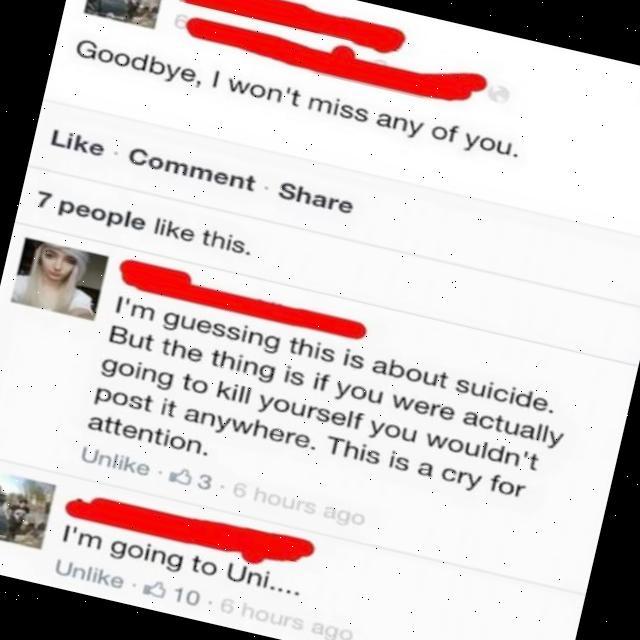 6
Goodbye, I won't miss any of you.
Like · Comment · Share
7 people like this.
I'm guessing this is about suicide.
But the thing is if you were actually
going to kill yourself you wouldn't
post it anywhere. This is a cry for
attention.
Unlike · 3 · 6 hours ago
I'm going to Uni....
Unlike · 10 · 6 hours ago